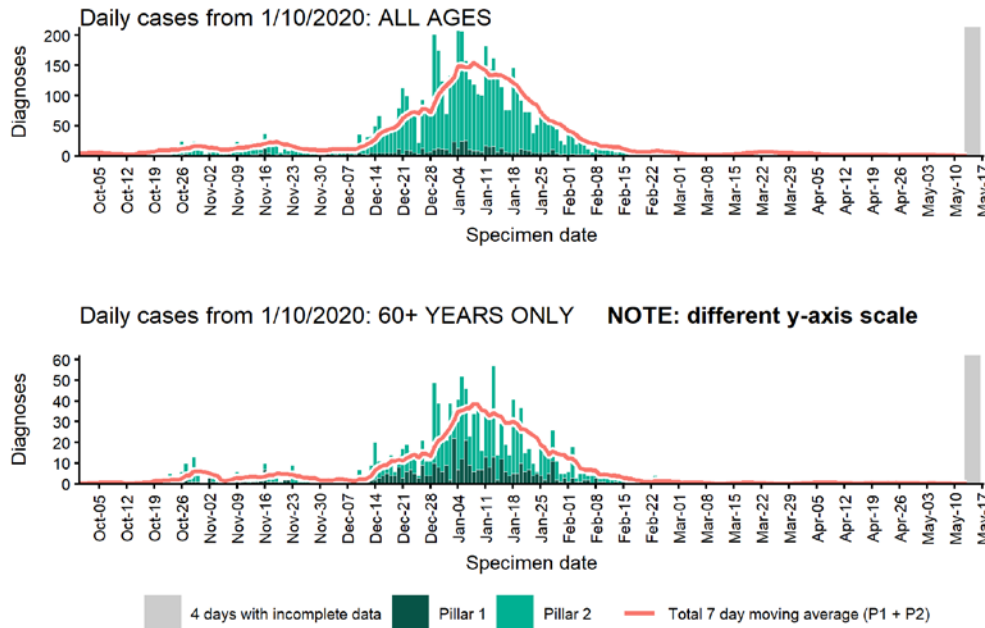 Daily cases from 1/10/2020: ALL AGES
200
150
100
50
0
Diagnoses
Oct-05 Oct-12 Oct-19 Oct-26 Nov-02 Nov-09 Nov-16 Nov-23 Nov-30 Dec-07 Dec-14 Dec-21 Dec-28 Jan-04 Jan-11 Jan-18 Jan-25 Feb-01 Feb-08 Feb-15 Feb-22 Mar-01 Mar-08 Mar-15 Mar-22 Mar-29 Apr-05 Apr-12 Apr-19 Apr-26 May-03 May-10 May-17
Specimen date
Daily cases from 1/10/2020: 60+ YEARS ONLY NOTE: different y-axis scale
60
50
40
30
20
10
0
Diagnoses
Oct-05 Oct-12 Oct-19 Oct-26 Nov-02 Nov-09 Nov-16 Nov-23 Nov-30 Dec-07 Dec-14 Dec-21 Dec-28 Jan-04 Jan-11 Jan-18 Jan-25 Feb-01 Feb-08 Feb-15 Feb-22 Mar-01 Mar-08 Mar-15 Mar-22 Mar-29 Apr-05 Apr-12 Apr-19 Apr-26 May-03 May-10 May-17
Specimen date
4 days with incomplete data Pillar 1 Pillar 2 Total 7 day moving average (P1 + P2)